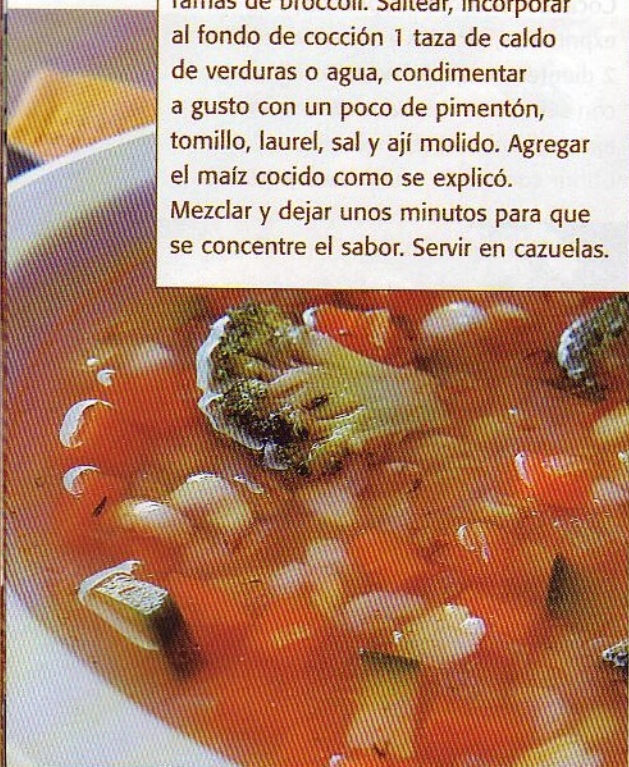 ramas de broccoli. Saltear, incorporar
al fondo de cocción 1 taza de caldo
de verduras o agua, condimentar
a gusto con un poco de pimentón,
tomillo, laurel, sal y ají molido. Agregar
el maíz cocido como se explicó.
Mezclar y dejar unos minutos para que
se concentre el sabor. Servir en cazuelas.